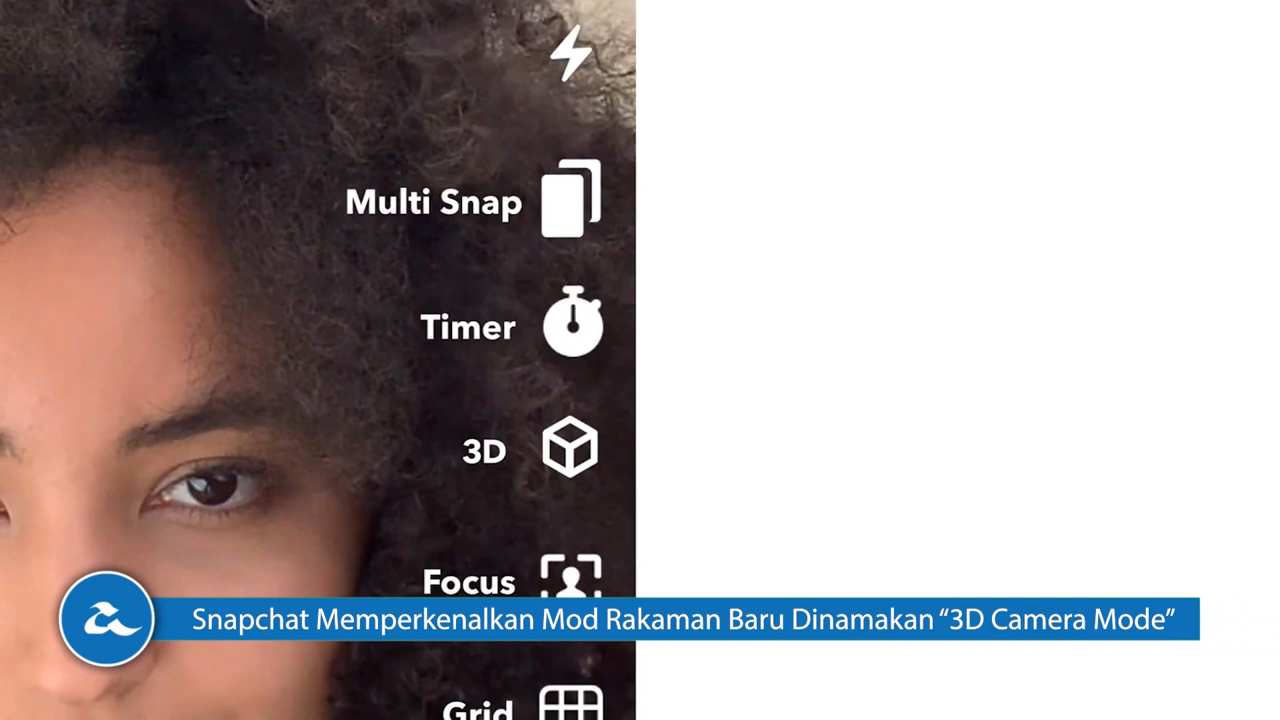 Multi Snap
Timer
3D
Focus
Snapchat Memperkenalkan Mod Rakaman Baru Dinamakan “3D Camera Mode”
Grid